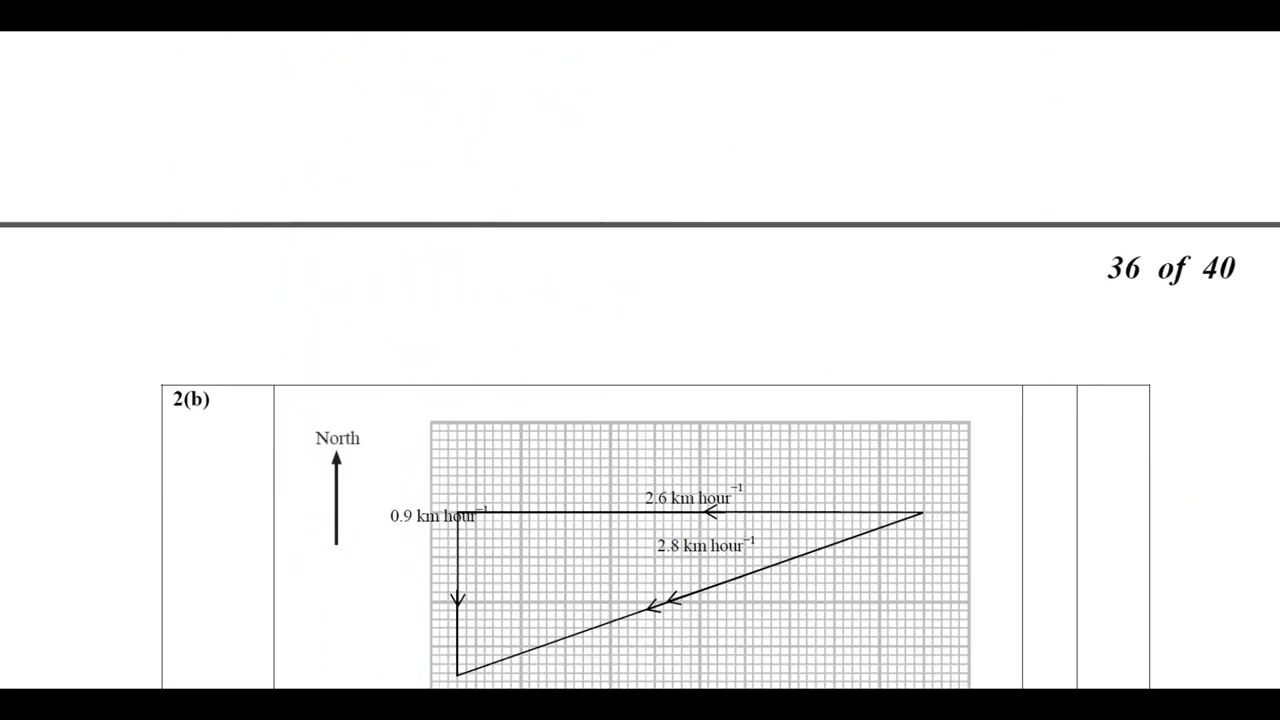 36 of 40
2(b)
North
2.6 km hour⁻¹
0.9 km hour⁻¹
2.8 km hour⁻¹